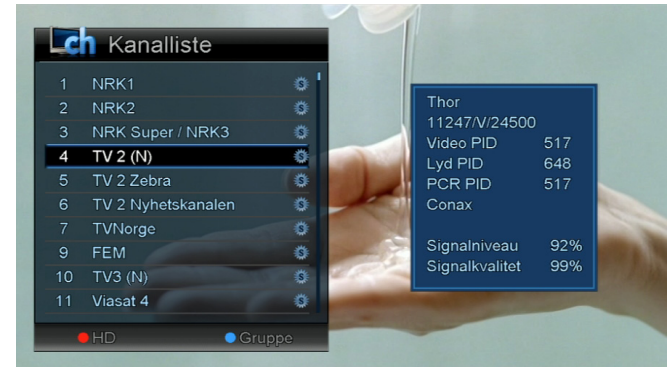 ch Kanalliste
1 NRK1
2 NRK2
3 NRK Super / NRK3
4 TV 2 (N)
5 TV 2 Zebra
6 TV 2 Nyhetskanalen
7 TVNorge
9 FEM
10 TV3 (N)
11 Viasat 4
HD Gruppe
Thor
11247/V/24500
Video PID 517
Lyd PID 648
PCR PID 517
Conax
Signalniveau 92%
Signalkvalitet 99%